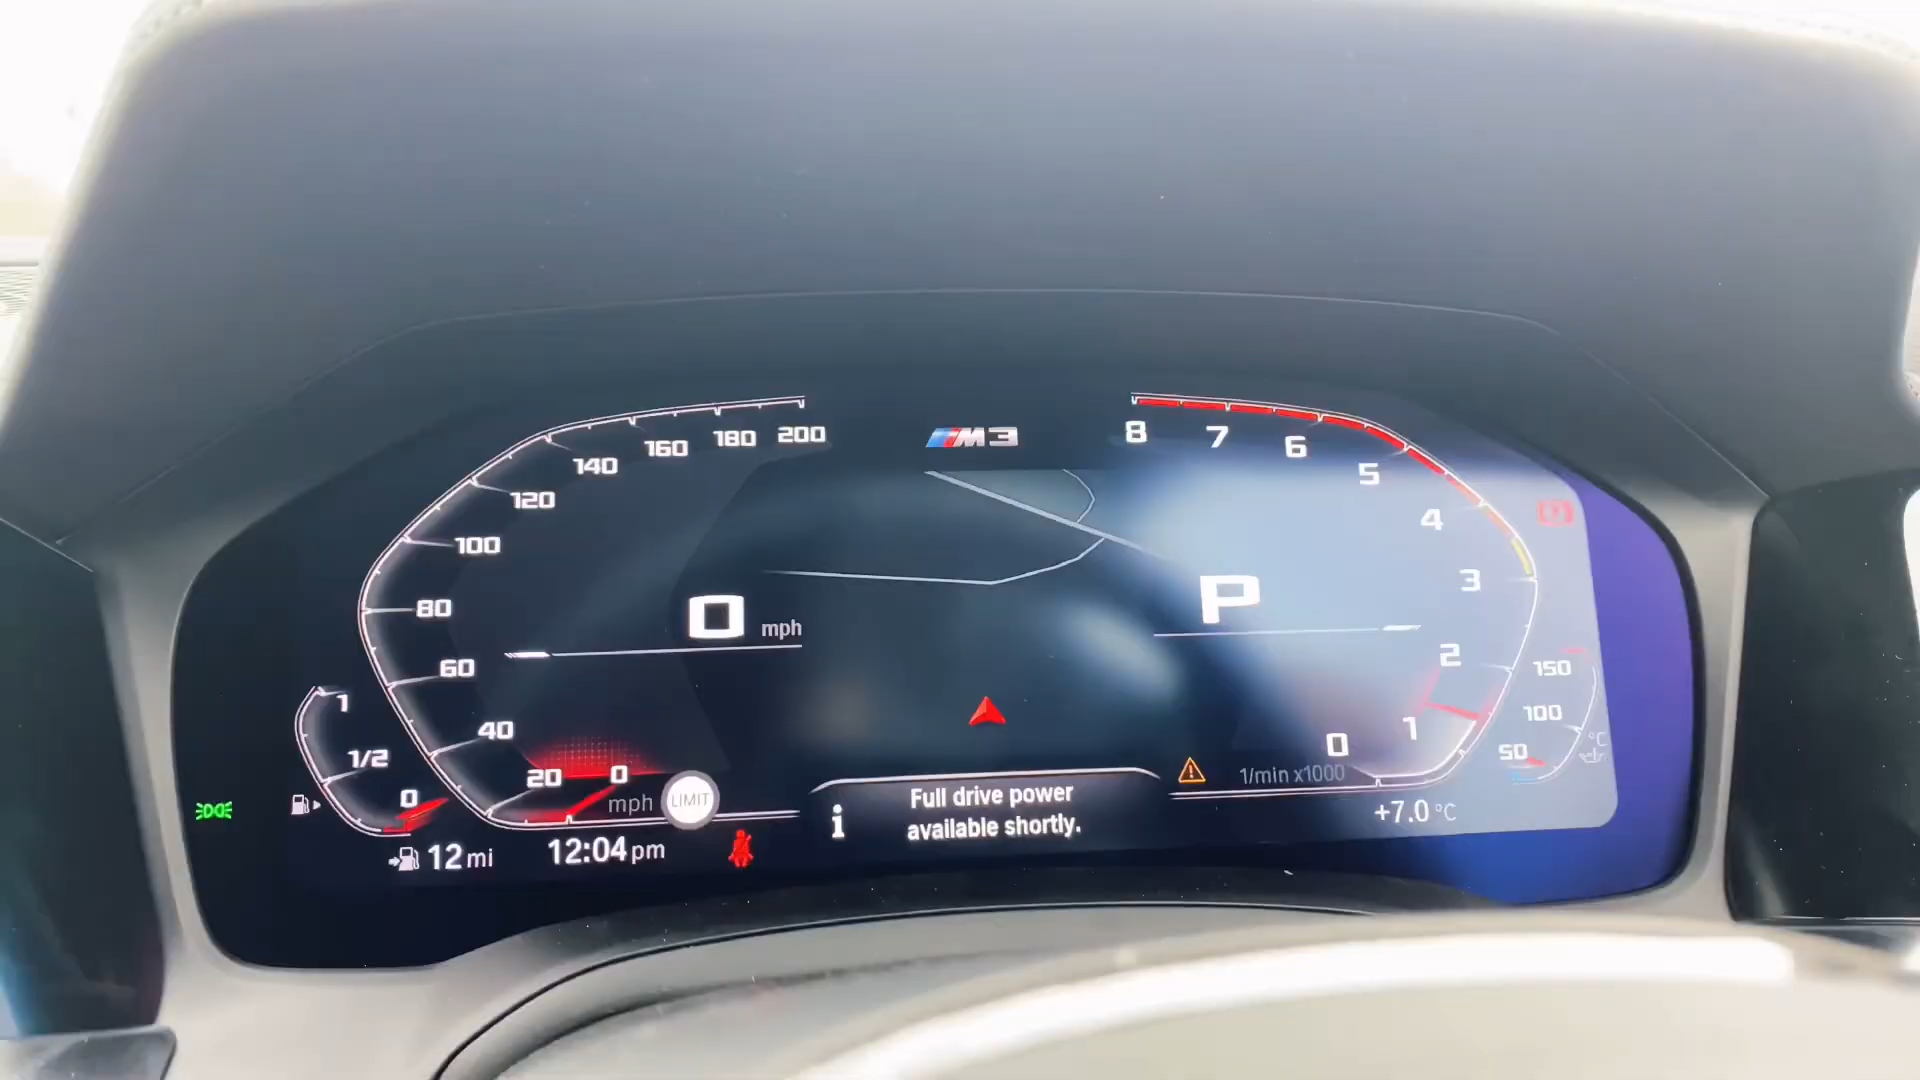 M3
200
180
160
140
120
100
80
60
40
20
0
mph
LIMIT
0 mph
8
7
6
5
4
3
2
1
0
1/min x1000
P
1
1/2
0
12 mi
12:04 pm
i
Full drive power
available shortly.
150
100
50
°C
+7.0 °C